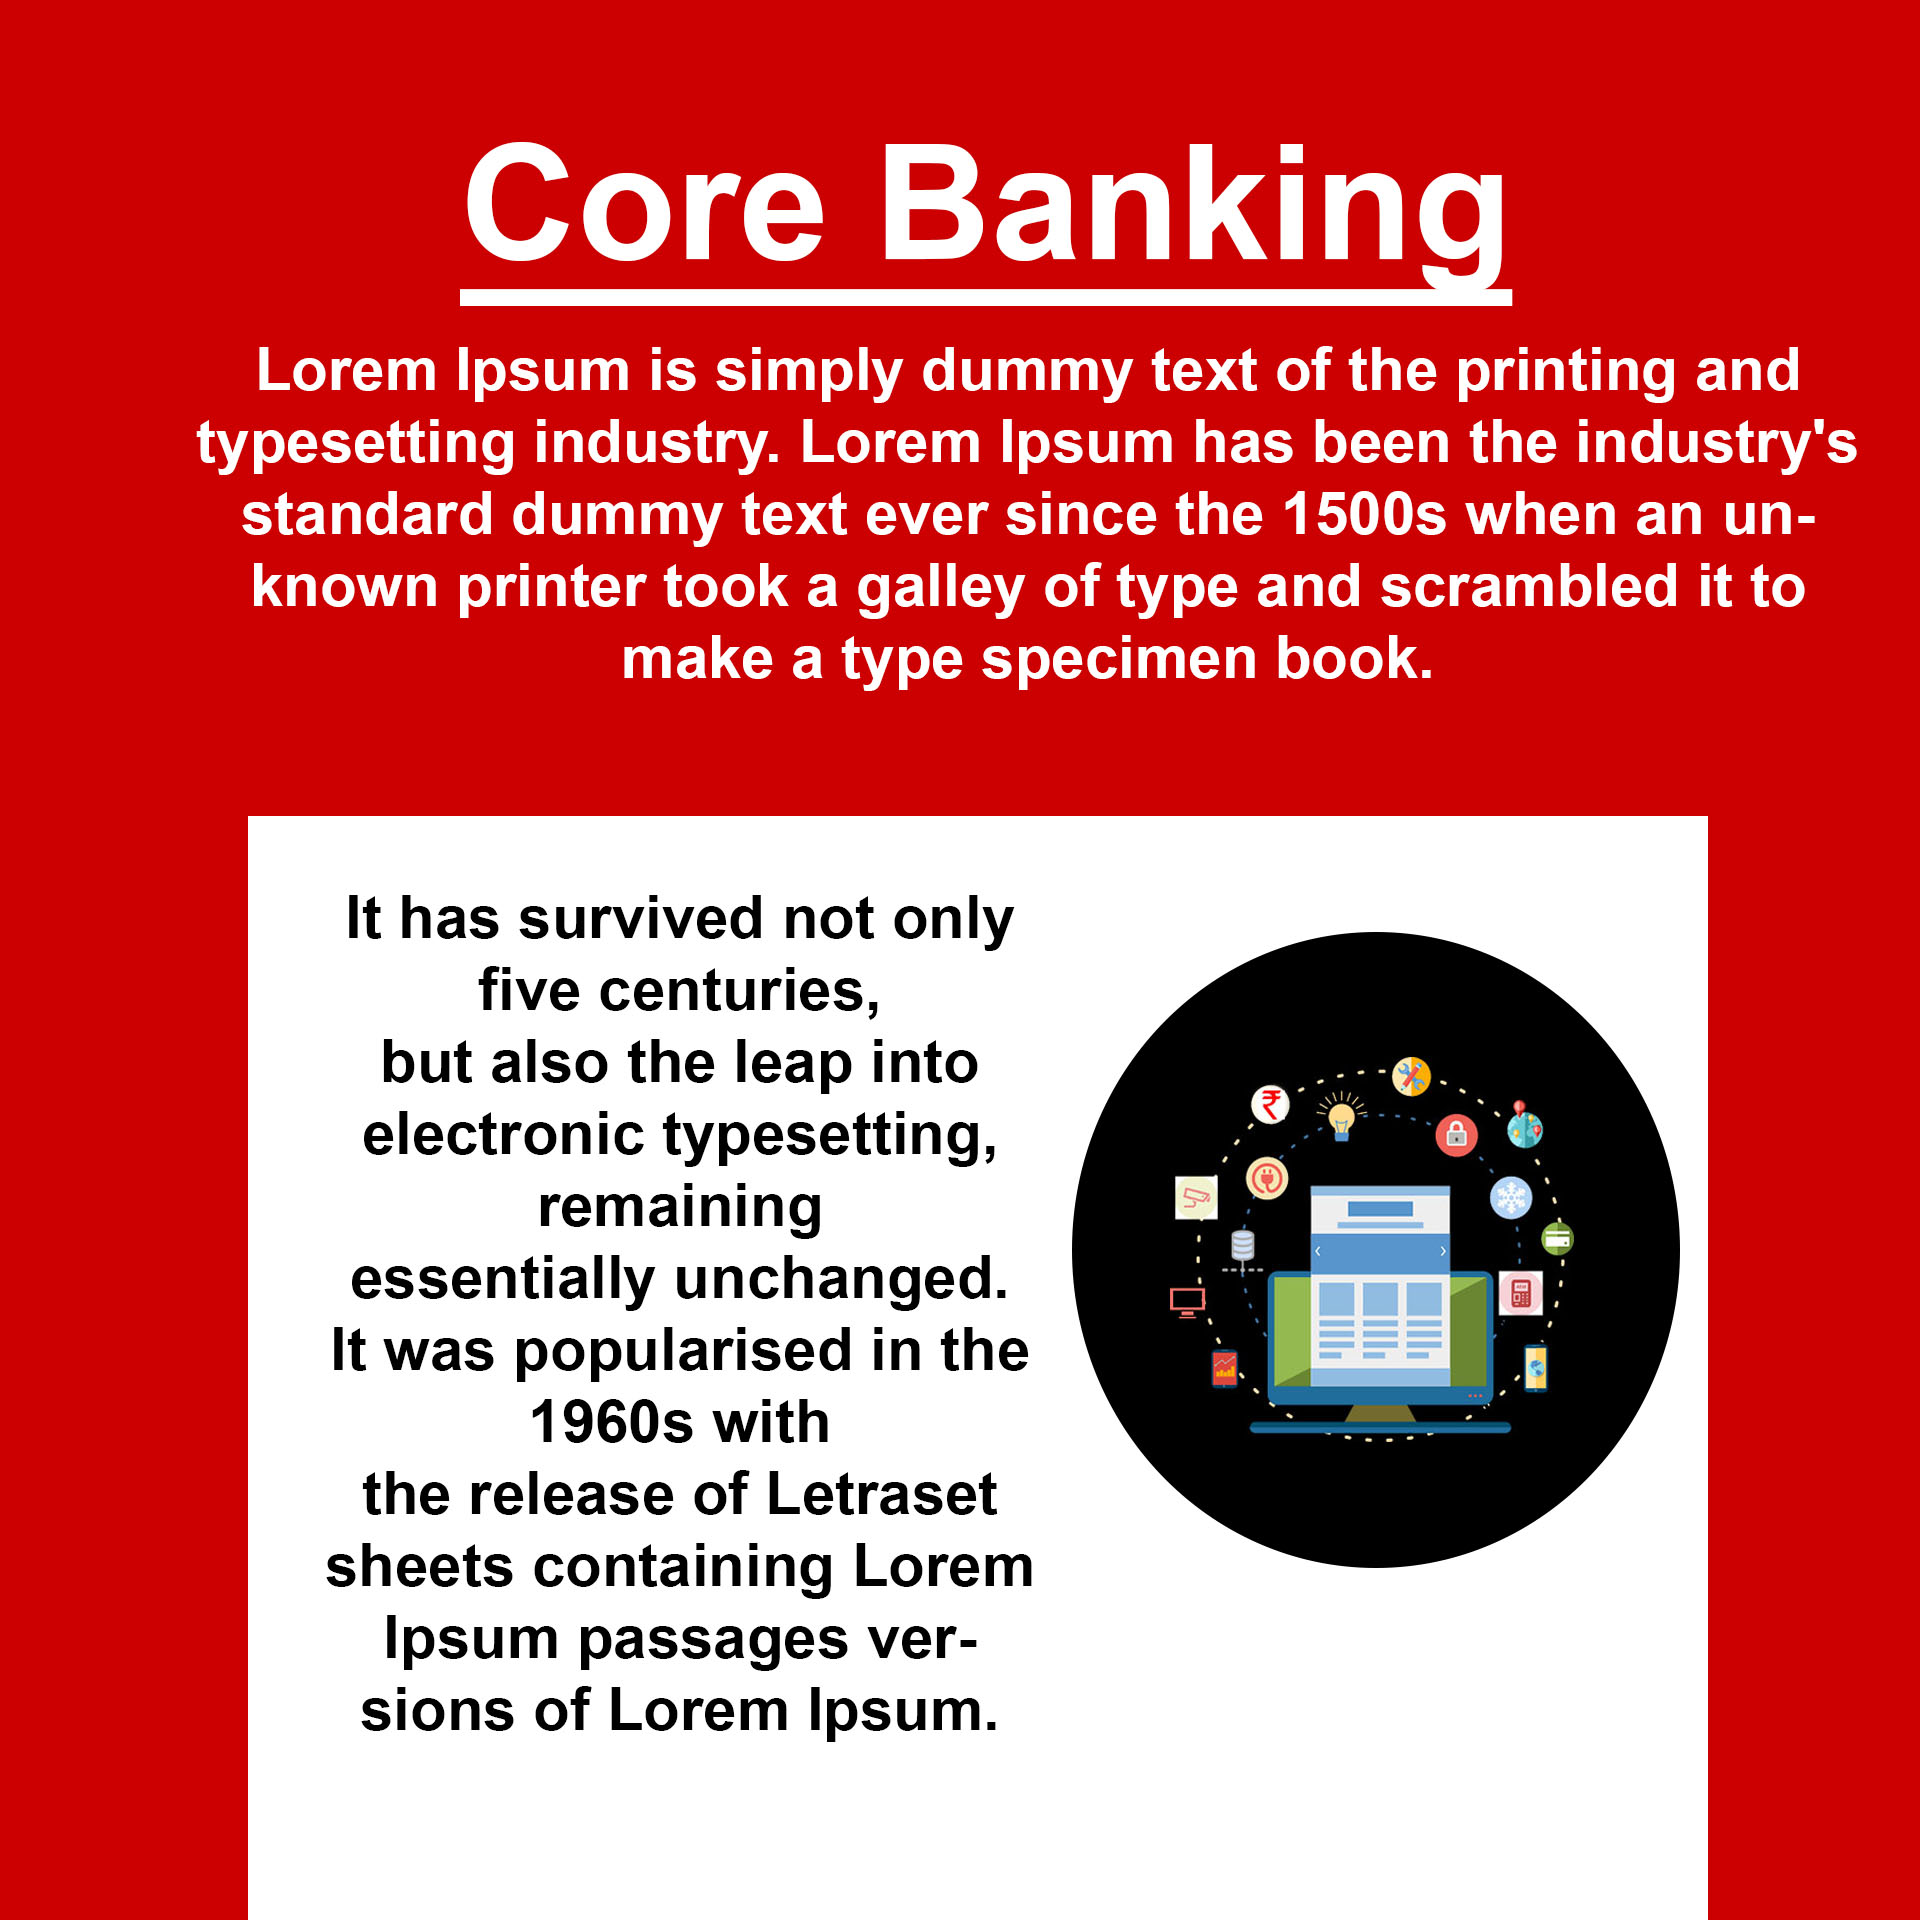 Core Banking
Lorem Ipsum is simply dummy text of the printing and
typesetting industry. Lorem Ipsum has been the industry's
standard dummy text ever since the 1500s when an un-
known printer took a galley of type and scrambled it to
make a type specimen book.
It has survived not only
five centuries,
but also the leap into
electronic typesetting,
remaining
essentially unchanged.
It was popularised in the
1960s with
the release of Letraset
sheets containing Lorem
Ipsum passages ver-
sions of Lorem Ipsum.
₹